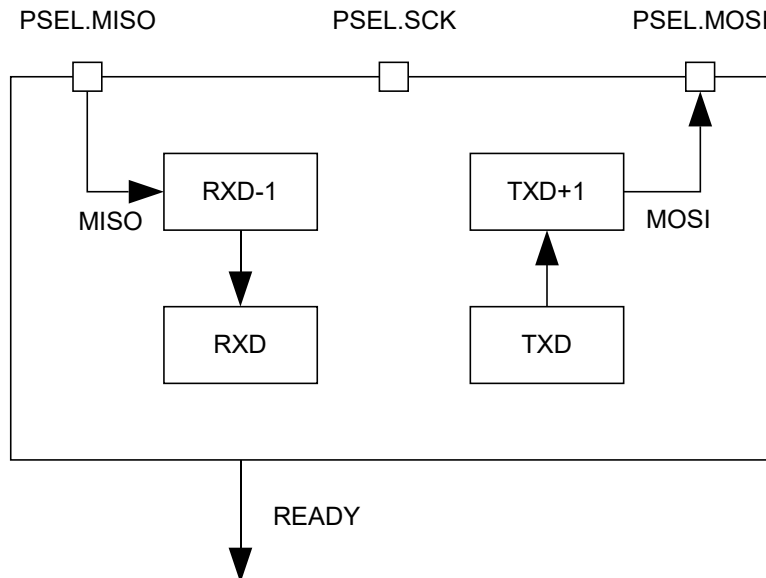 PSEL.MISO PSEL.SCK PSEL.MOSI
RXD-1 TXD+1
MISO MOSI
RXD TXD
READY